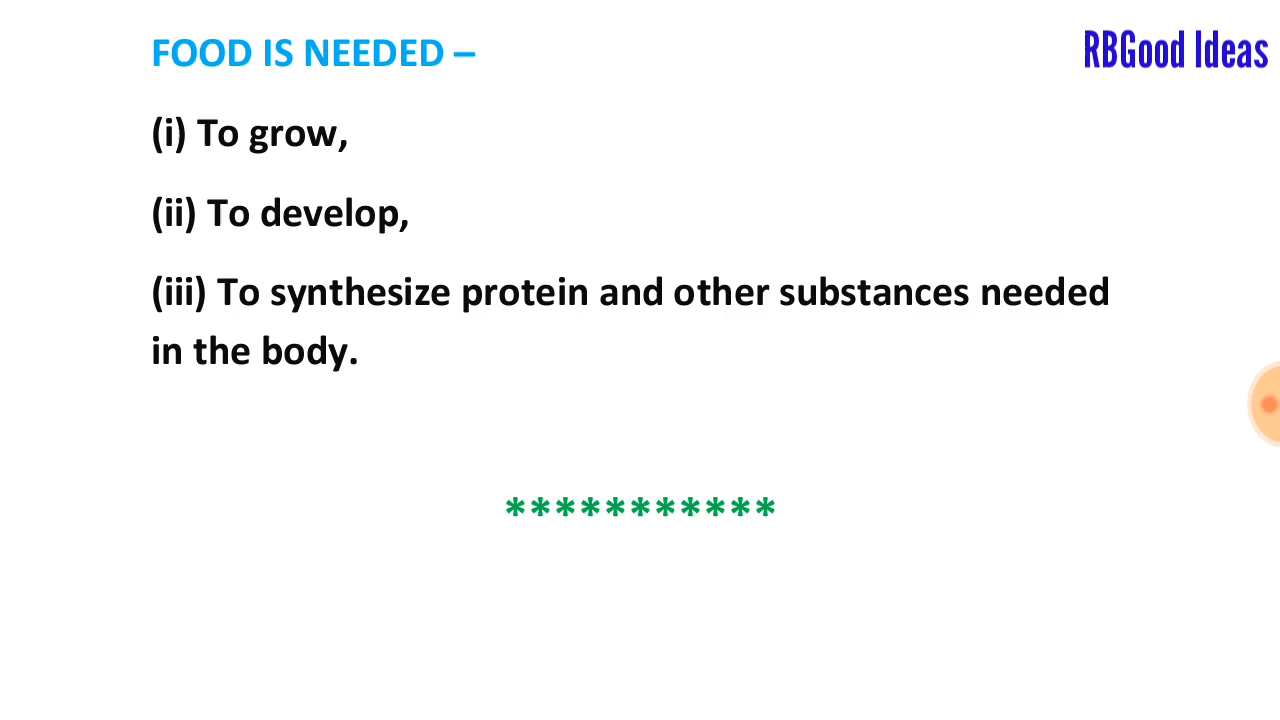 FOOD IS NEEDED –
RBGood Ideas
(i) To grow,
(ii) To develop,
(iii) To synthesize protein and other substances needed
in the body.
***********